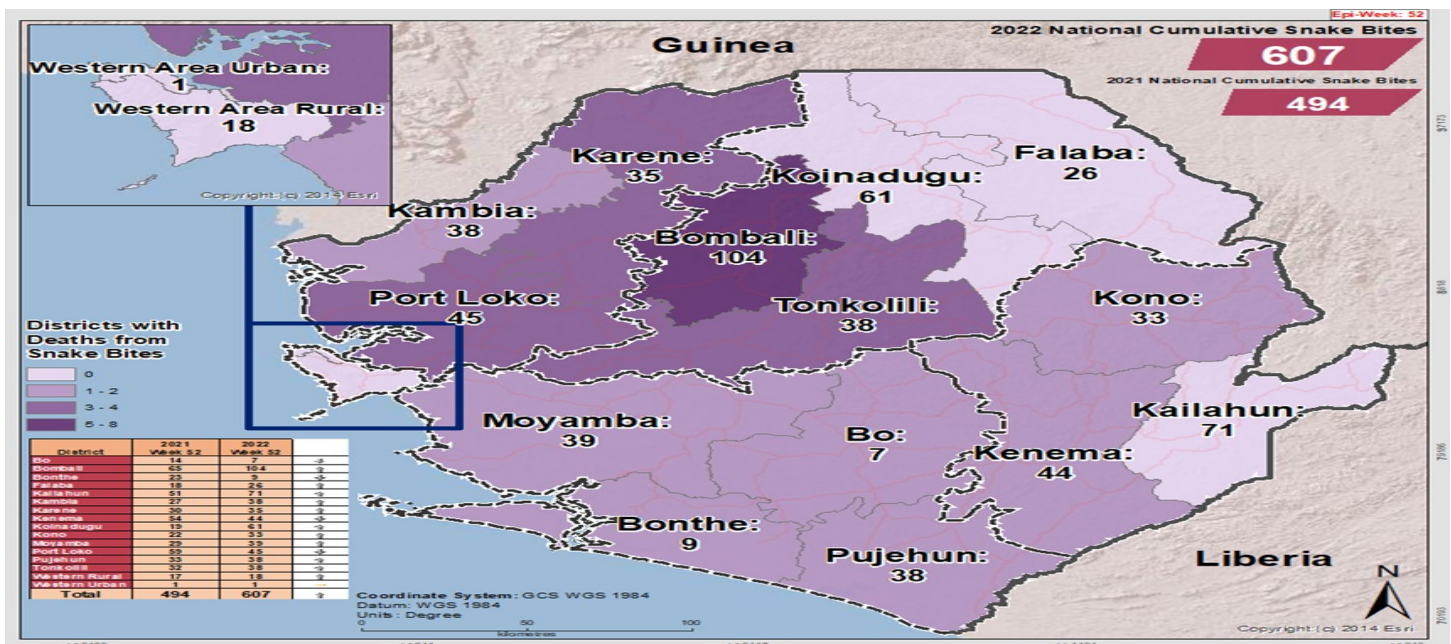 Epi-Week: 52
2022 National Cumulative Snake Bites
607
2021 National Cumulative Snake Bites
494
Guinea
Western Area Urban:
1
Western Area Rural:
18
Copyright:(c) 2014 Esri
Karene:
35
Falaba:
26
Koinadugu:
61
Kambia:
38
Bombali:
104
Port Loko:
45
Tonkolili:
38
Kono:
33
Moyamba:
39
Bo:
7
Kailahun:
71
Kenema:
44
Bonthe:
9
Pujehun:
38
Liberia
N
Districts with
Deaths from
Snake Bites
0
1 - 2
3 - 4
5 - 8
District 2021 Week 52 2022 Week 52
Bo 14 7
Bombali 65 104
Bonthe 23 9
Falaba 18 26
Kailahun 51 71
Kambia 27 38
Karene 30 35
Kenema 54 44
Koinadugu 19 61
Kono 22 33
Moyamba 29 39
Port Loko 59 45
Pujehun 33 38
Tonkolili 32 38
Western Rural 17 18
Western Urban 1 1
Total 494 607
Coordinate System: GCS WGS 1984
Datum: WGS 1984
Units : Degree
0 50 100
kilometres
Copyright:(c) 2014 Esri